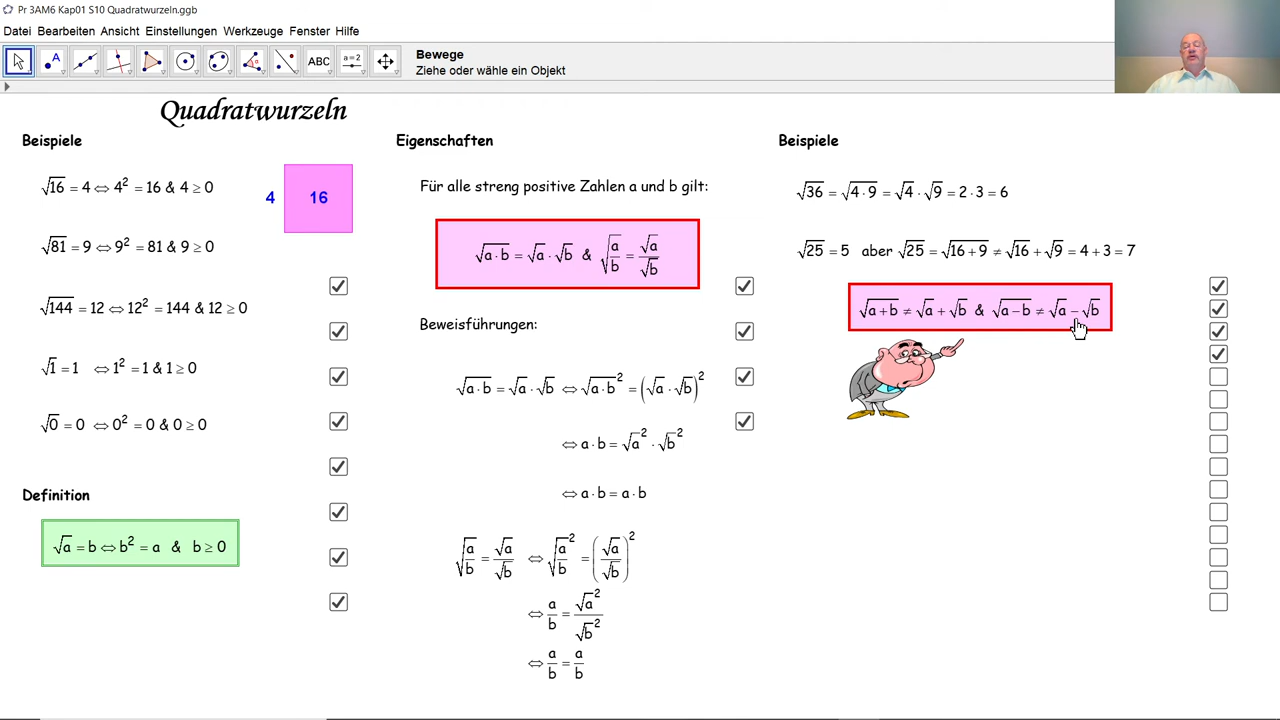 Pr 3AM6 Kap01 S10 Quadratwurzeln.ggb
Datei Bearbeiten Ansicht Einstellungen Werkzeuge Fenster Hilfe
A
α
ABC
a=2
Bewege
Ziehe oder wähle ein Objekt
Quadratwurzeln
Beispiele
√16 = 4 ⇔ 4² = 16 & 4 ≥ 0
4
16
√81 = 9 ⇔ 9² = 81 & 9 ≥ 0
√144 = 12 ⇔ 12² = 144 & 12 ≥ 0
√1 = 1 ⇔ 1² = 1 & 1 ≥ 0
√0 = 0 ⇔ 0² = 0 & 0 ≥ 0
Definition
√a = b ⇔ b² = a & b ≥ 0
Eigenschaften
Für alle streng positive Zahlen a und b gilt:
√(a·b) = √a · √b & √(a/b) = √a/√b
Beweisführungen:
√(a·b) = √a · √b ⇔ √(a·b)² = (√a · √b)²
⇔ a·b = √a² · √b²
⇔ a·b = a·b
√(a/b) = √a/√b ⇔ √(a/b)² = (√a/√b)²
⇔ a/b = √a²/√b²
⇔ a/b = a/b
Beispiele
√36 = √(4·9) = √4 · √9 = 2·3 = 6
√25 = 5 aber √25 = √(16+9) ≠ √16 + √9 = 4+3 = 7
√(a+b) ≠ √a + √b & √(a−b) ≠ √a − √b